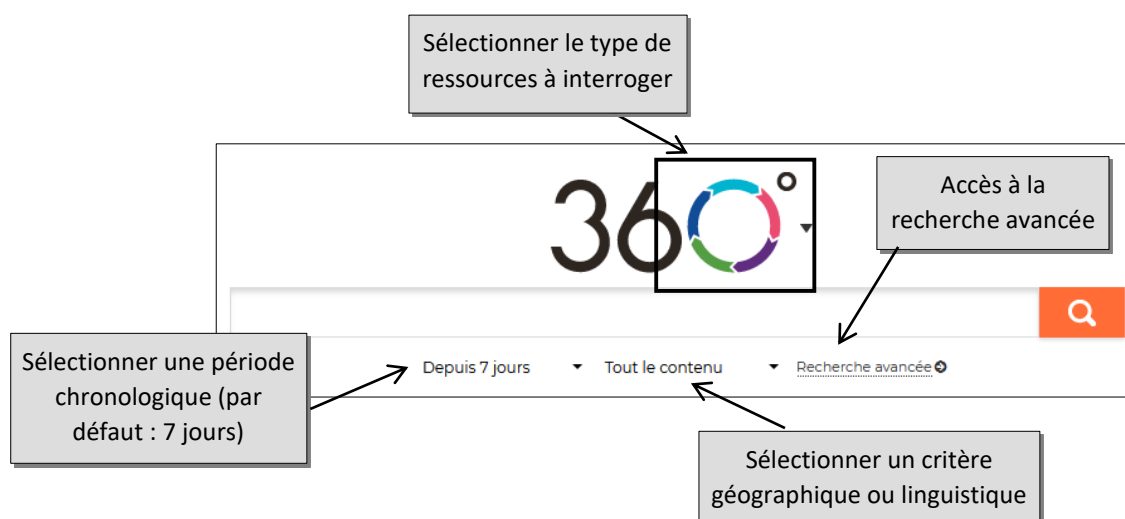 Sélectionner le type de
ressources à interroger
360°
Accès à la
recherche avancée
Sélectionner une période
chronologique (par
défaut : 7 jours)
Depuis 7 jours
Tout le contenu
Recherche avancée
Sélectionner un critère
géographique ou linguistique